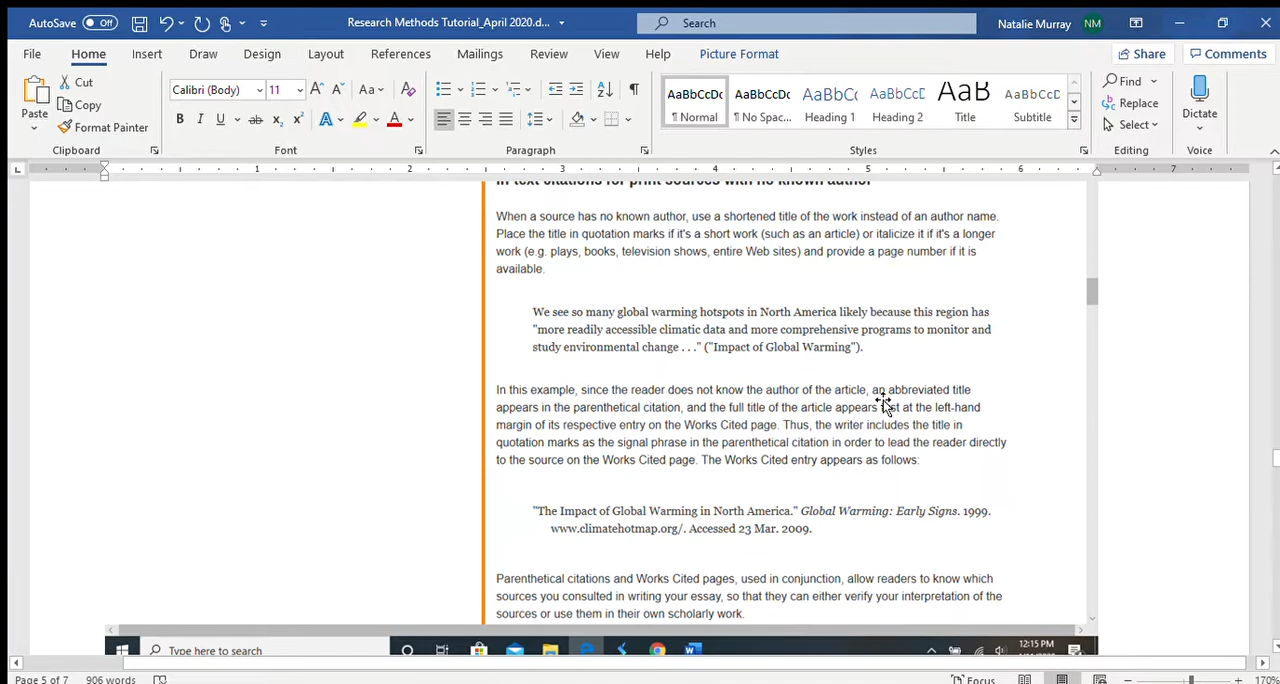 AutoSave Off Research Methods Tutorial_April 2020.d... Search Natalie Murray NM
File Home Insert Draw Design Layout References Mailings Review View Help Picture Format Share Comments
Paste Cut Copy Format Painter Clipboard
Calibri (Body) 11 Aa B I U ab x₂ x² A A Font
Paragraph
AaBbCcDc ¶ Normal AaBbCcDc ¶ No Spac... AaBbCc Heading 1 AaBbCcE Heading 2 AaB Title AaBbCcD Subtitle Styles
Find Replace Select Editing
Dictate Voice
1 2 3 4 5 6 7
In-text citations for print sources with no known author
When a source has no known author, use a shortened title of the work instead of an author name.
Place the title in quotation marks if it's a short work (such as an article) or italicize it if it's a longer
work (e.g. plays, books, television shows, entire Web sites) and provide a page number if it is
available.
We see so many global warming hotspots in North America likely because this region has
"more readily accessible climatic data and more comprehensive programs to monitor and
study environmental change . . ." ("Impact of Global Warming").
In this example, since the reader does not know the author of the article, an abbreviated title
appears in the parenthetical citation, and the full title of the article appears first at the left-hand
margin of its respective entry on the Works Cited page. Thus, the writer includes the title in
quotation marks as the signal phrase in the parenthetical citation in order to lead the reader directly
to the source on the Works Cited page. The Works Cited entry appears as follows:
"The Impact of Global Warming in North America." Global Warming: Early Signs. 1999.
www.climatehotmap.org/. Accessed 23 Mar. 2009.
Parenthetical citations and Works Cited pages, used in conjunction, allow readers to know which
sources you consulted in writing your essay, so that they can either verify your interpretation of the
sources or use them in their own scholarly work.
Type here to search 12:15 PM
Page 5 of 7 906 words Focus 170%